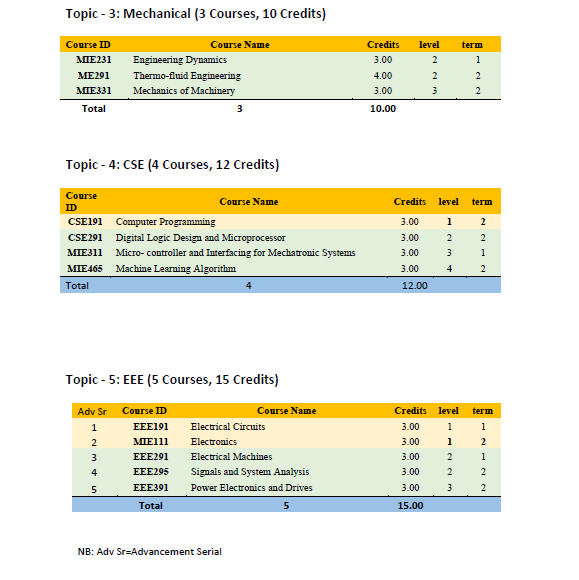 Topic - 3: Mechanical (3 Courses, 10 Credits)
Course ID Course Name Credits level term
MIE231 Engineering Dynamics 3.00 2 1
ME291 Thermo-fluid Engineering 4.00 2 2
MIE331 Mechanics of Machinery 3.00 3 2
Total 3 10.00
Topic - 4: CSE (4 Courses, 12 Credits)
Course ID Course Name Credits level term
CSE191 Computer Programming 3.00 1 2
CSE291 Digital Logic Design and Microprocessor 3.00 2 2
MIE311 Micro- controller and Interfacing for Mechatronic Systems 3.00 3 1
MIE465 Machine Learning Algorithm 3.00 4 2
Total 4 12.00
Topic - 5: EEE (5 Courses, 15 Credits)
Adv Sr Course ID Course Name Credits level term
1 EEE191 Electrical Circuits 3.00 1 1
2 MIE111 Electronics 3.00 1 2
3 EEE291 Electrical Machines 3.00 2 1
4 EEE295 Signals and System Analysis 3.00 2 2
5 EEE391 Power Electronics and Drives 3.00 3 2
Total 5 15.00
NB: Adv Sr=Advancement Serial